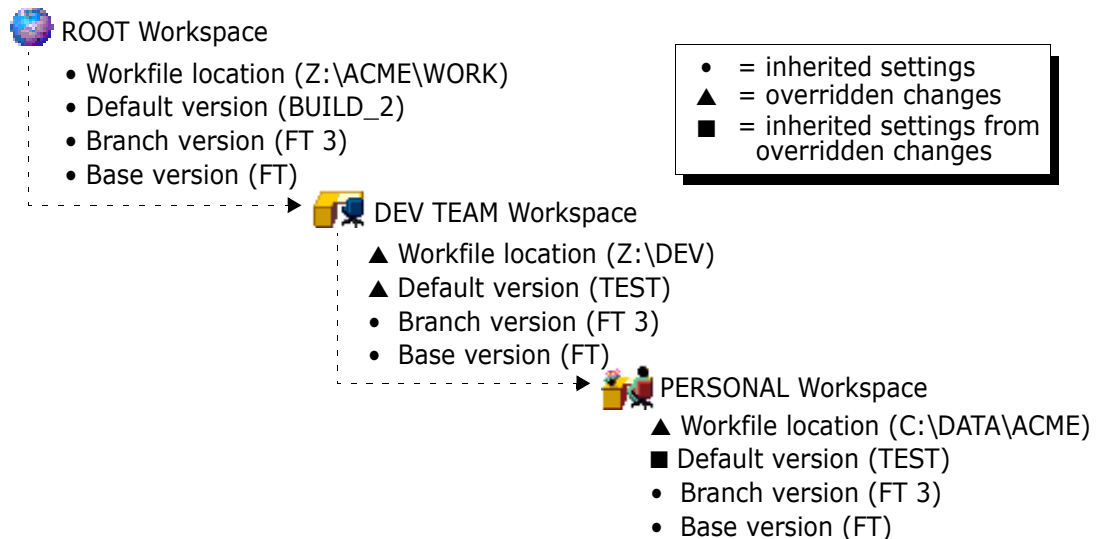 ROOT Workspace
• Workfile location (Z:\ACME\WORK)
• Default version (BUILD_2)
• Branch version (FT 3)
• Base version (FT)
• = inherited settings
▲ = overridden changes
■ = inherited settings from
overridden changes
DEV TEAM Workspace
▲ Workfile location (Z:\DEV)
▲ Default version (TEST)
• Branch version (FT 3)
• Base version (FT)
PERSONAL Workspace
▲ Workfile location (C:\DATA\ACME)
■ Default version (TEST)
• Branch version (FT 3)
• Base version (FT)